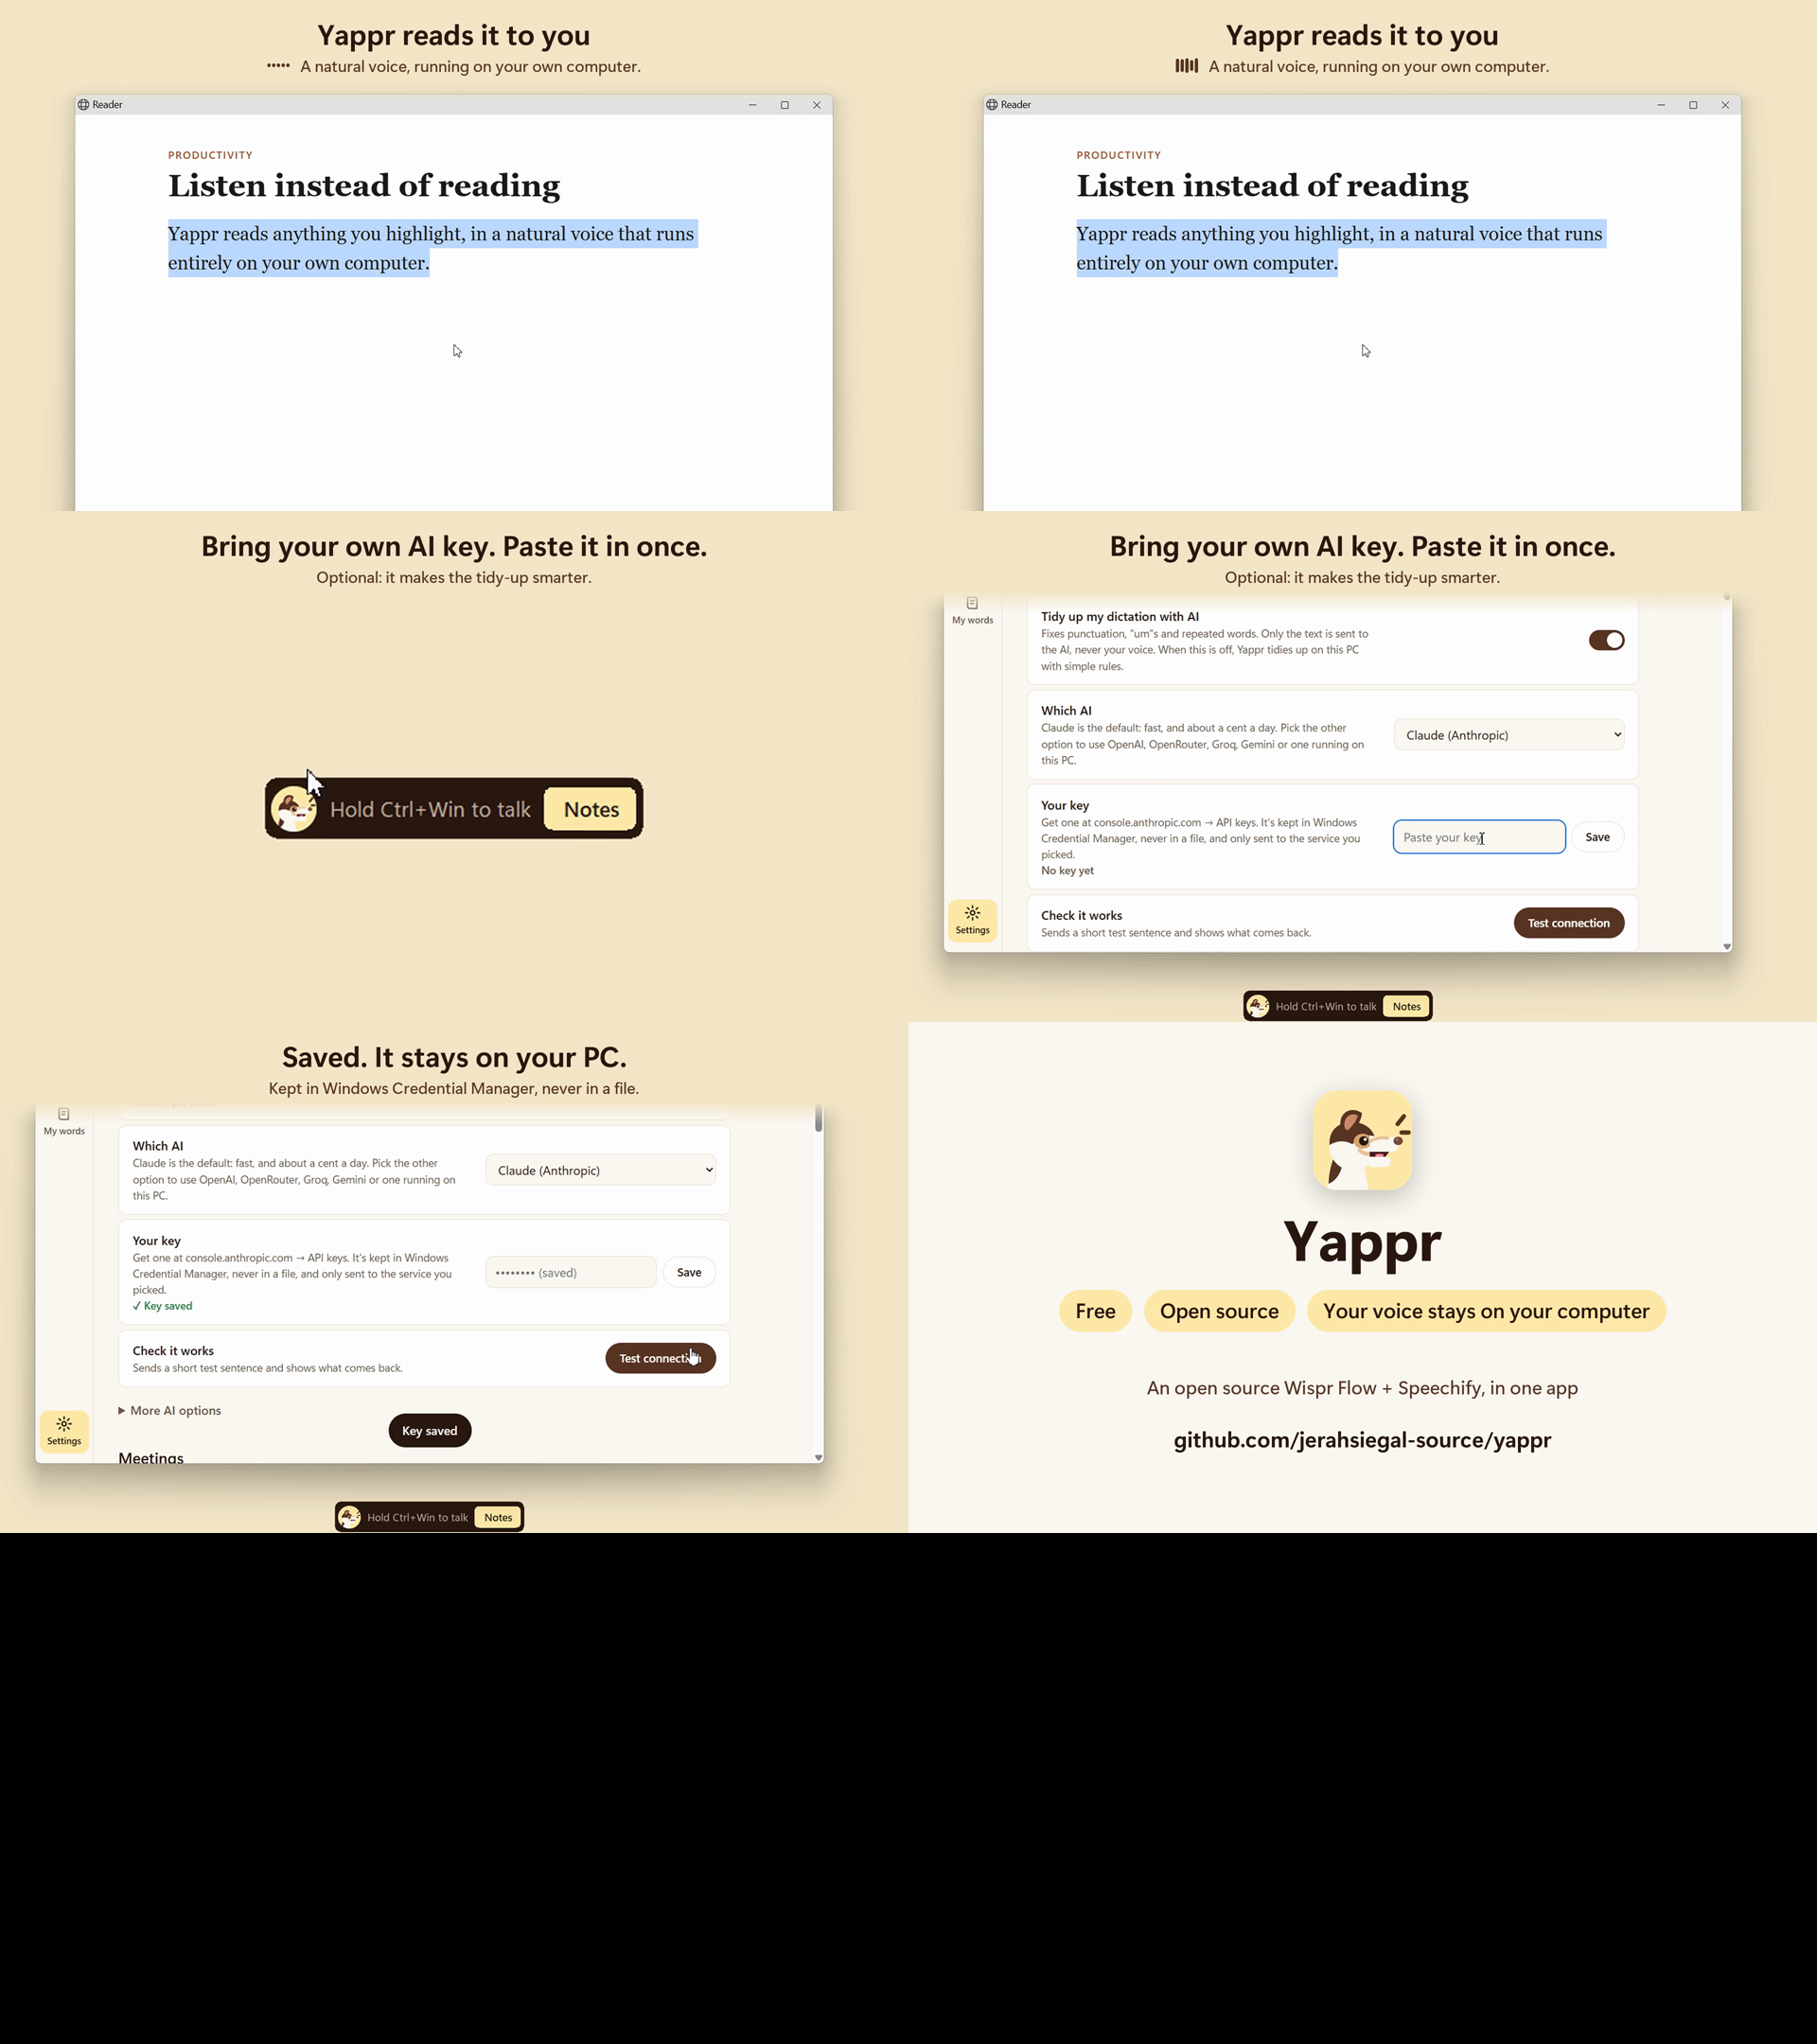 Yappr reads it to you
A natural voice, running on your own computer.
Reader
PRODUCTIVITY
Listen instead of reading
Yappr reads anything you highlight, in a natural voice that runs
entirely on your own computer.
Yappr reads it to you
A natural voice, running on your own computer.
Reader
PRODUCTIVITY
Listen instead of reading
Yappr reads anything you highlight, in a natural voice that runs
entirely on your own computer.
Bring your own AI key. Paste it in once.
Optional: it makes the tidy-up smarter.
Hold Ctrl+Win to talk Notes
Bring your own AI key. Paste it in once.
Optional: it makes the tidy-up smarter.
My words
Tidy up my dictation with AI
Fixes punctuation, "um"s and repeated words. Only the text is sent to
the AI, never your voice. When this is off, Yappr tidies up on this PC
with simple rules.
Which AI
Claude is the default: fast, and about a cent a day. Pick the other
option to use OpenAI, OpenRouter, Groq, Gemini or one running on
this PC.
Claude (Anthropic)
Your key
Get one at console.anthropic.com → API keys. It's kept in Windows
Credential Manager, never in a file, and only sent to the service you
picked.
No key yet
Paste your key
Save
Check it works
Sends a short test sentence and shows what comes back.
Test connection
Settings
Hold Ctrl+Win to talk Notes
Saved. It stays on your PC.
Kept in Windows Credential Manager, never in a file.
My words
Which AI
Claude is the default: fast, and about a cent a day. Pick the other
option to use OpenAI, OpenRouter, Groq, Gemini or one running on
this PC.
Claude (Anthropic)
Your key
Get one at console.anthropic.com → API keys. It's kept in Windows
Credential Manager, never in a file, and only sent to the service you
picked.
✓ Key saved
•••••••• (saved)
Save
Check it works
Sends a short test sentence and shows what comes back.
Test connection
More AI options
Key saved
Settings
Meetings
Hold Ctrl+Win to talk Notes
Yappr
Free
Open source
Your voice stays on your computer
An open source Wispr Flow + Speechify, in one app
github.com/jerahsiegal-source/yappr